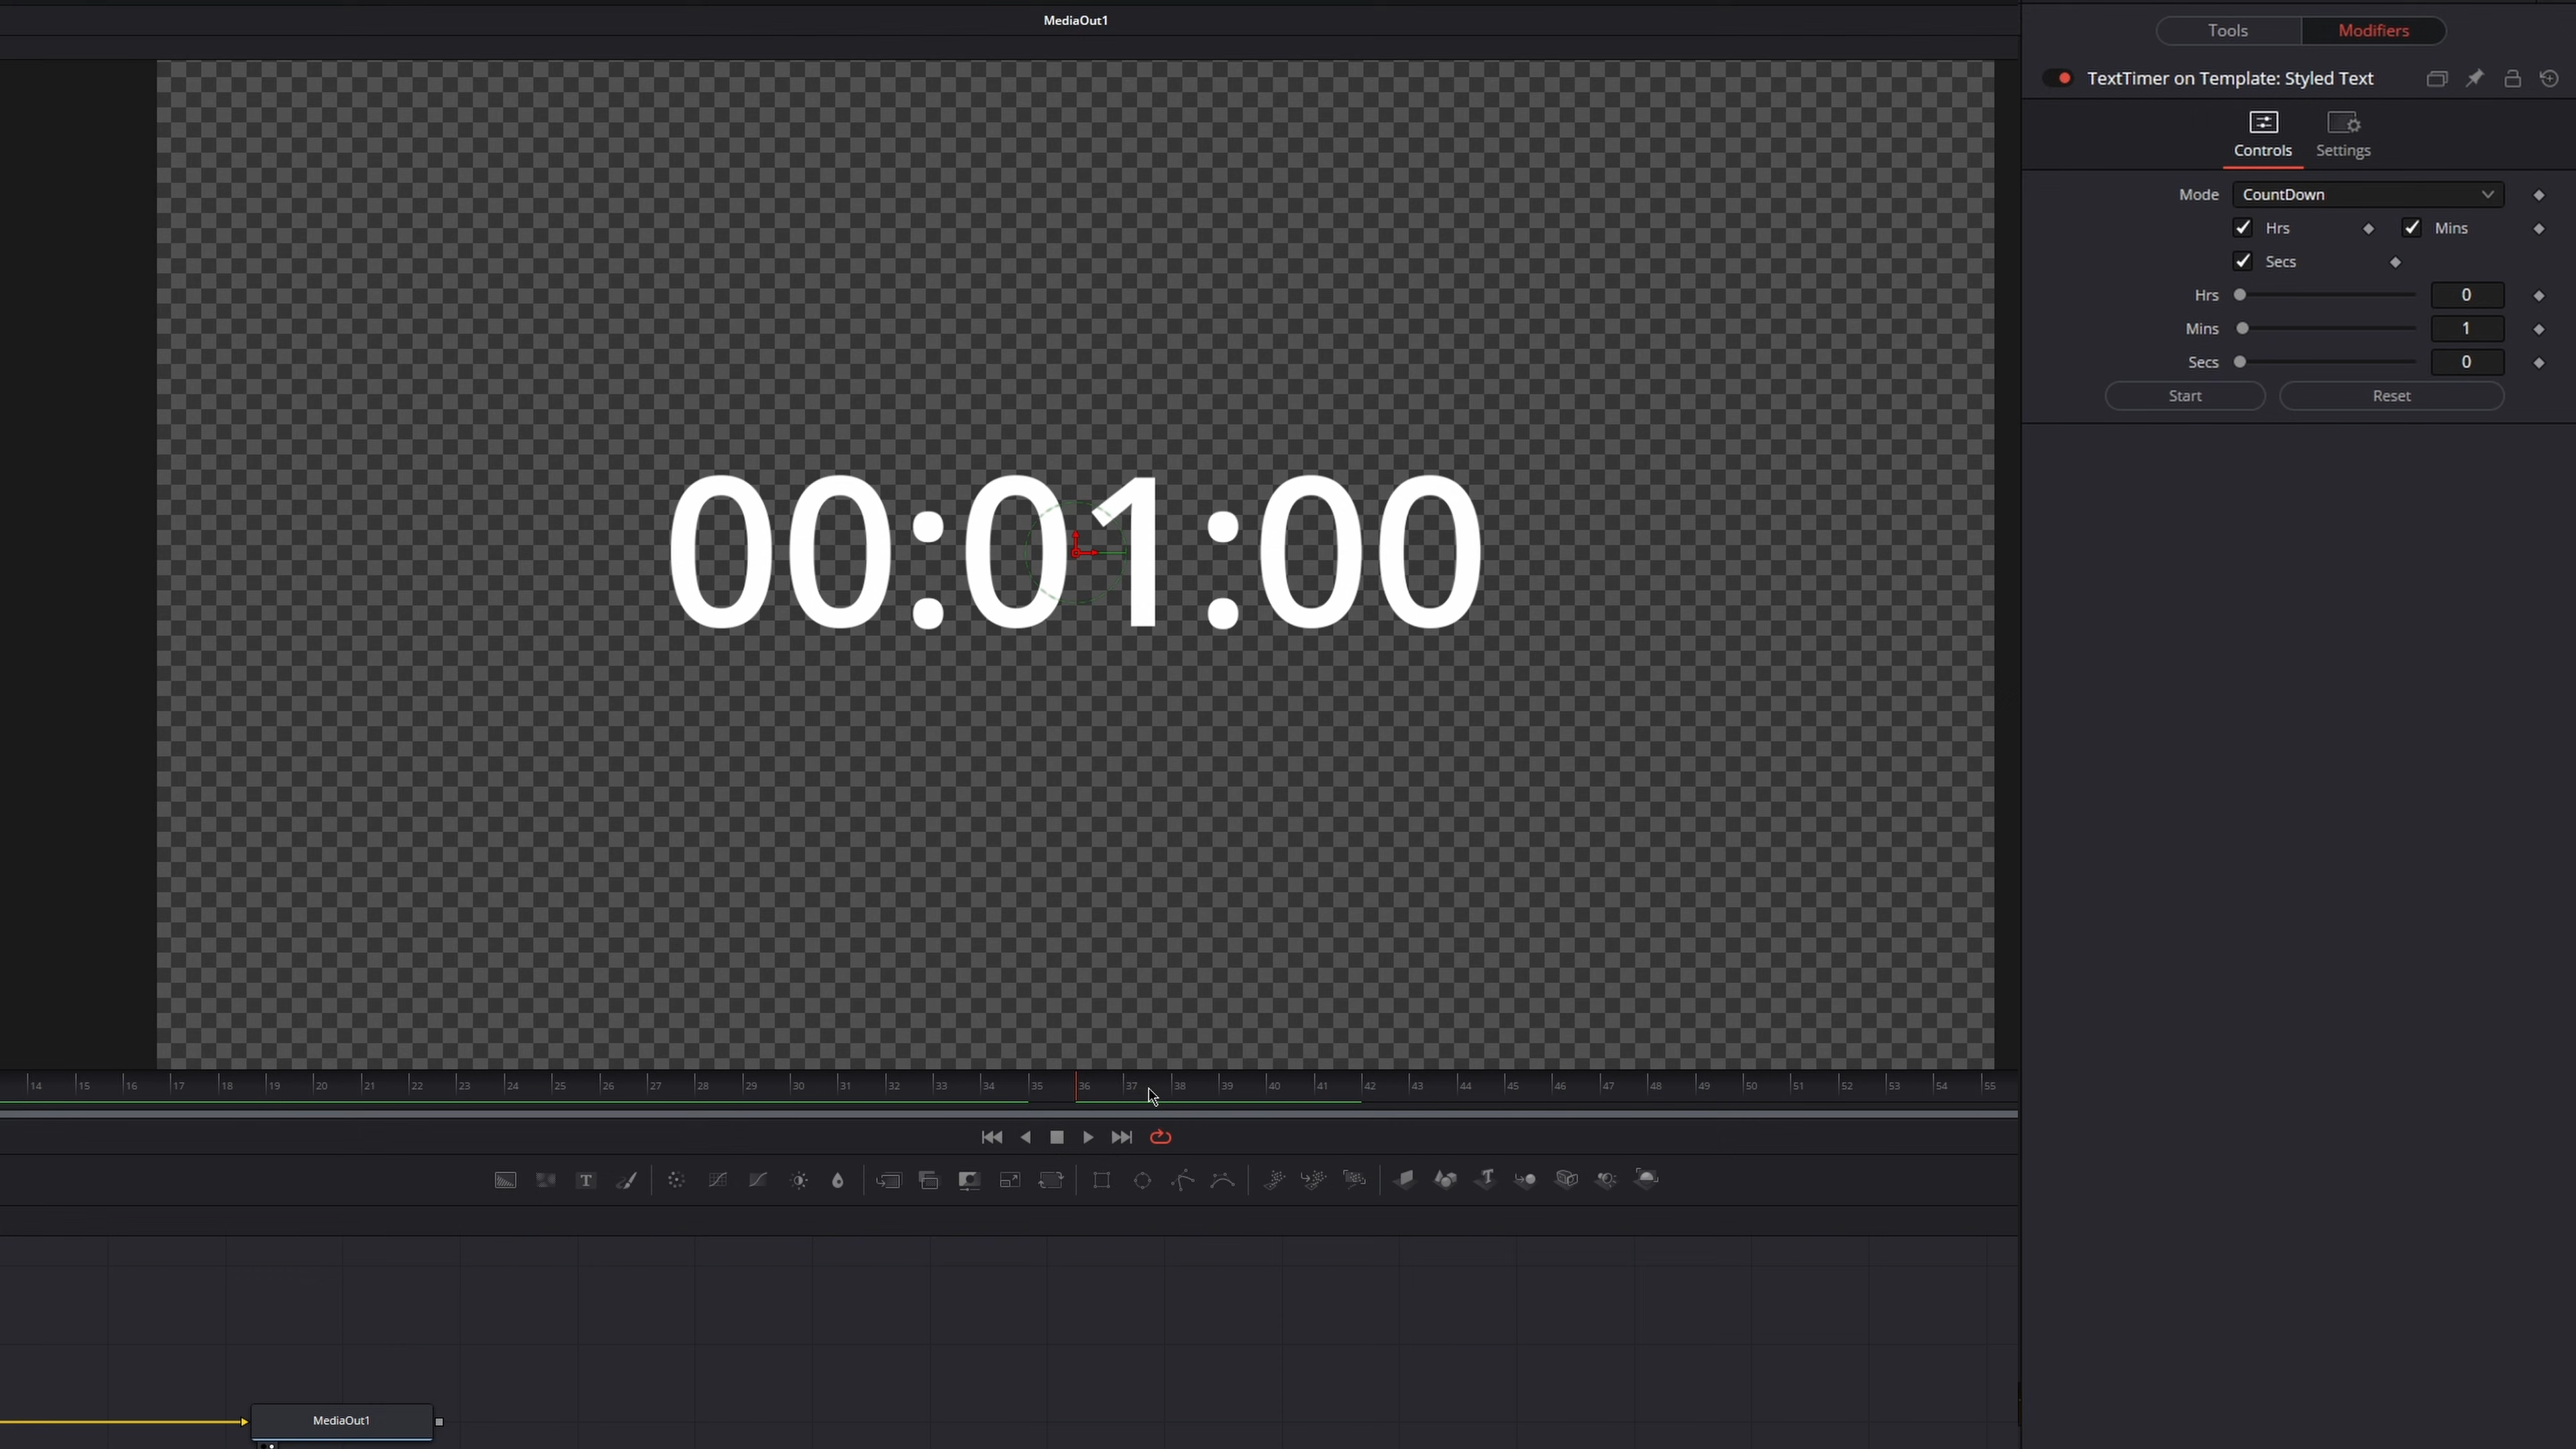 MediaOut1
Tools Modifiers
TextTimer on Template: Styled Text
Controls Settings
Mode CountDown
Hrs Mins
Secs
Hrs 0
Mins 1
Secs 0
Start Reset
00:01:00
14 15 16 17 18 19 20 21 22 23 24 25 26 27 28 29 30 31 32 33 34 35 36 37 38 39 40 41 42 43 44 45 46 47 48 49 50 51 52 53 54 55
T
T
MediaOut1